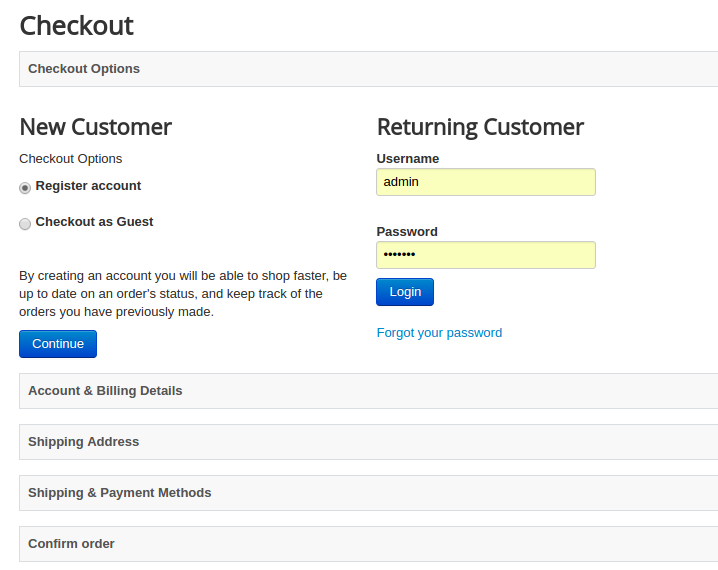 Checkout
Checkout Options
New Customer
Checkout Options
Register account
Checkout as Guest
By creating an account you will be able to shop faster, be
up to date on an order's status, and keep track of the
orders you have previously made.
Continue
Returning Customer
Username
admin
Password
•••••••
Login
Forgot your password
Account & Billing Details
Shipping Address
Shipping & Payment Methods
Confirm order